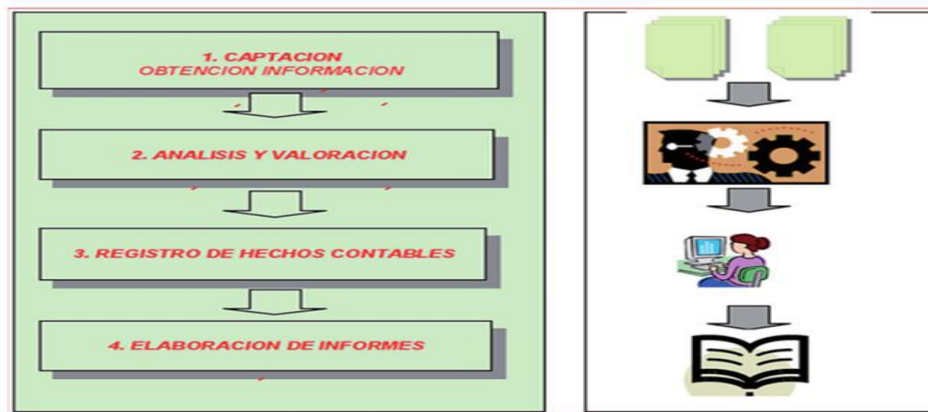 1. CAPTACION
OBTENCION INFORMACION
2. ANALISIS Y VALORACION
3. REGISTRO DE HECHOS CONTABLES
4. ELABORACION DE INFORMES